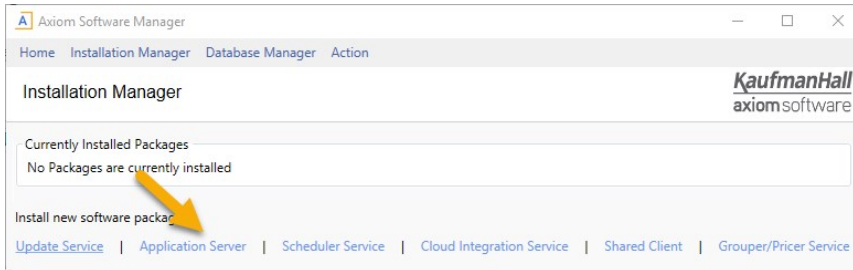 A Axiom Software Manager
Home Installation Manager Database Manager Action
Installation Manager
KaufmanHall
axiom software
Currently Installed Packages
No Packages are currently installed
Install new software packag
Update Service | Application Server | Scheduler Service | Cloud Integration Service | Shared Client | Grouper/Pricer Service